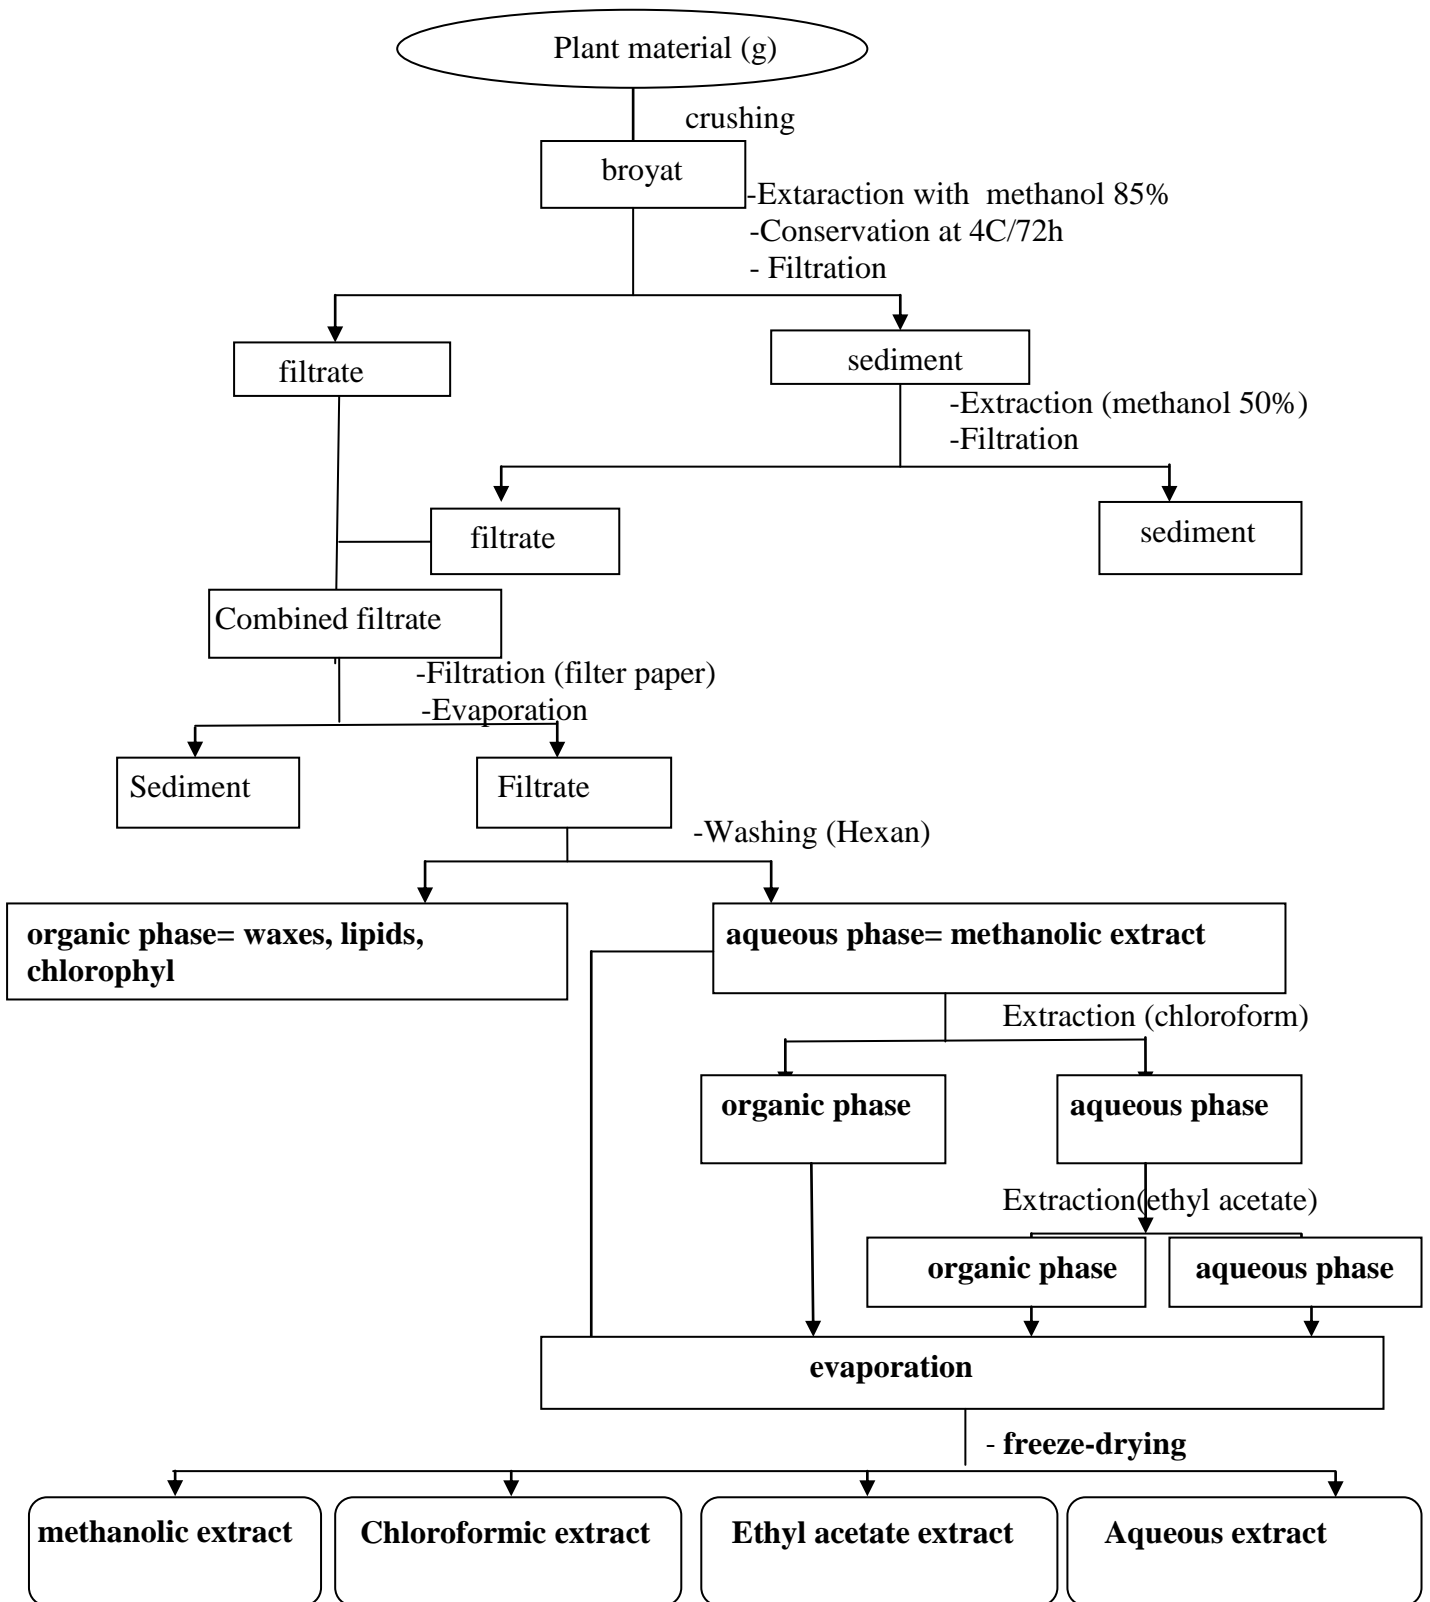 Plant material (g)
crushing
broyat
-Extaraction with  methanol 85%
-Conservation at 4C/72h
- Filtration
filtrate
sediment
-Extraction (methanol 50%)
-Filtration
filtrate
sediment
Combined filtrate
-Filtration (filter paper)
-Evaporation
Sediment
Filtrate
-Washing (Hexan)
organic phase= waxes, lipids,
chlorophyl
aqueous phase= methanolic extract
Extraction (chloroform)
organic phase
aqueous phase
Extraction(ethyl acetate)
organic phase
aqueous phase
evaporation
- freeze-drying
methanolic extract
Chloroformic extract
Ethyl acetate extract
Aqueous extract